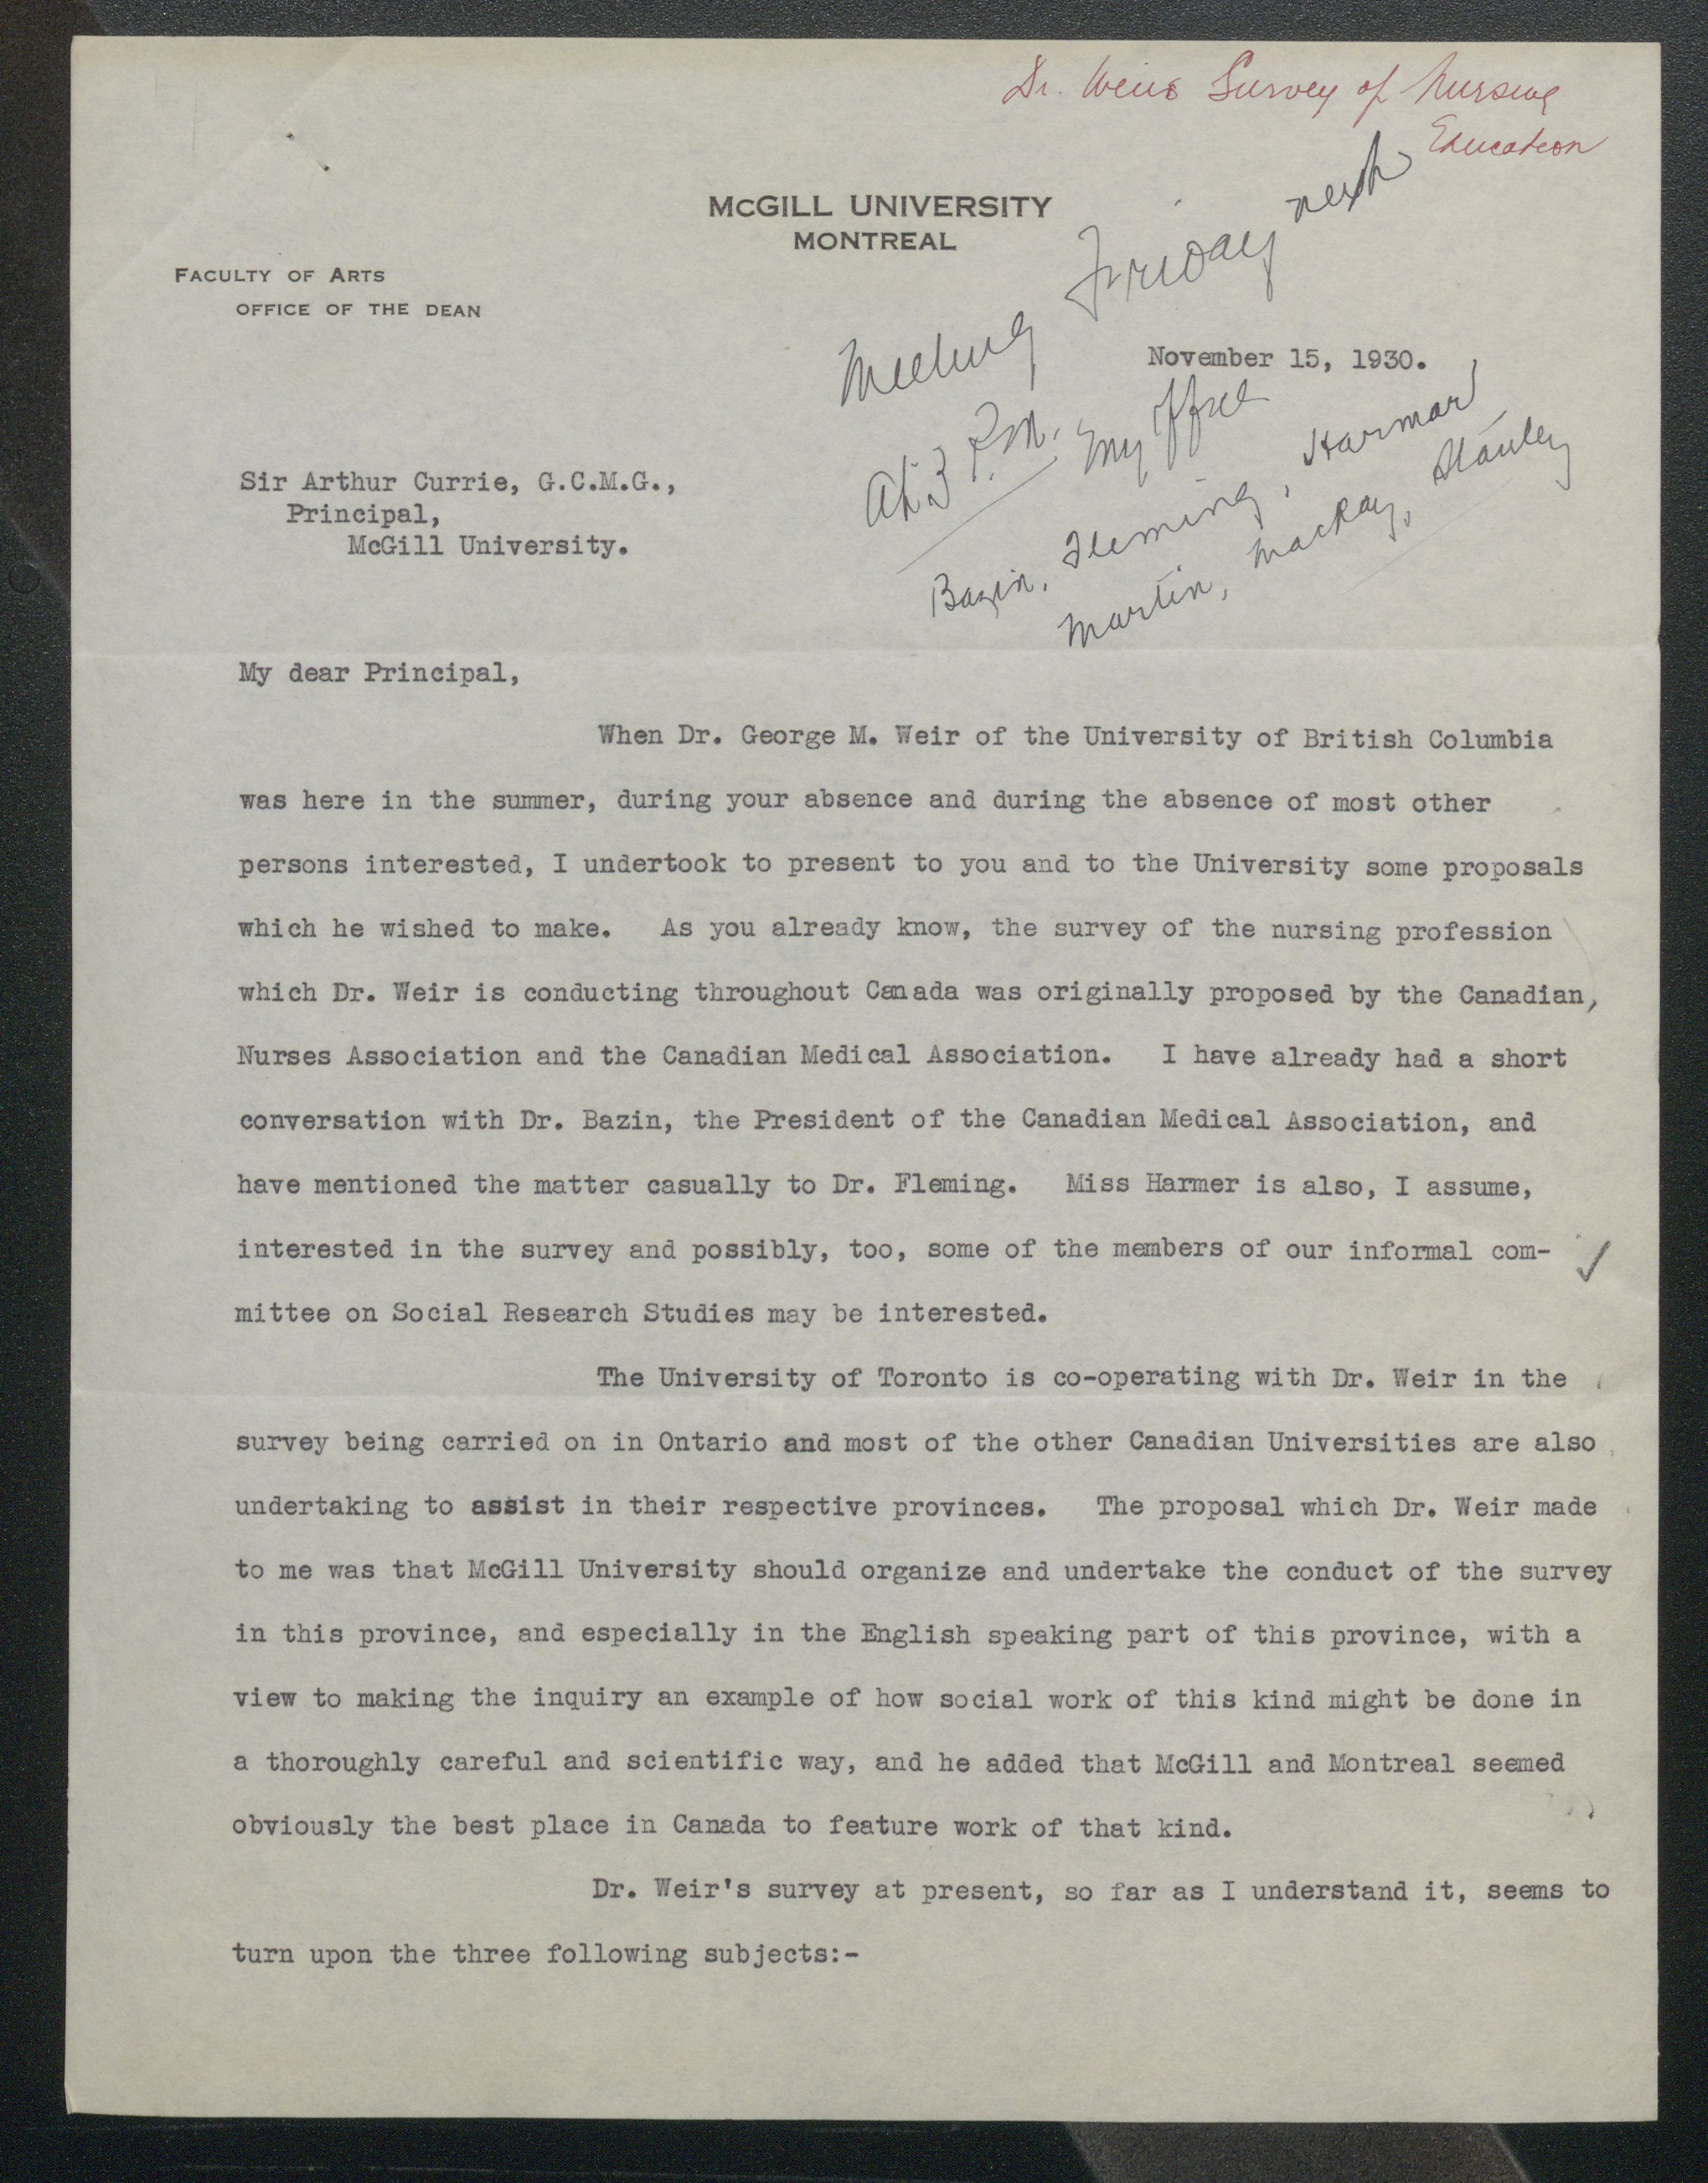 Dr. Weirs Survey of Nursing
Education
McGILL UNIVERSITY
MONTREAL
FACULTY OF ARTS
OFFICE OF THE DEAN
Meeting Friday next
At 3 P.M. My Office
Bazin, Fleming, Harmar
Martin, Mackay, Stanley
November 15, 1930.
Sir Arthur Currie, G.C.M.G.,
Principal,
McGill University.
My dear Principal,
When Dr. George M. Weir of the University of British Columbia
was here in the summer, during your absence and during the absence of most other
persons interested, I undertook to present to you and to the University some proposals
which he wished to make. As you already know, the survey of the nursing profession
which Dr. Weir is conducting throughout Canada was originally proposed by the Canadian,
Nurses Association and the Canadian Medical Association. I have already had a short
conversation with Dr. Bazin, the President of the Canadian Medical Association, and
have mentioned the matter casually to Dr. Fleming. Miss Harmer is also, I assume,
interested in the survey and possibly, too, some of the members of our informal com-
mittee on Social Research Studies may be interested.
The University of Toronto is co-operating with Dr. Weir in the
survey being carried on in Ontario and most of the other Canadian Universities are also
undertaking to assist in their respective provinces. The proposal which Dr. Weir made
to me was that McGill University should organize and undertake the conduct of the survey
in this province, and especially in the English speaking part of this province, with a
view to making the inquiry an example of how social work of this kind might be done in
a thoroughly careful and scientific way, and he added that McGill and Montreal seemed
obviously the best place in Canada to feature work of that kind.
Dr. Weir's survey at present, so far as I understand it, seems to
turn upon the three following subjects:-